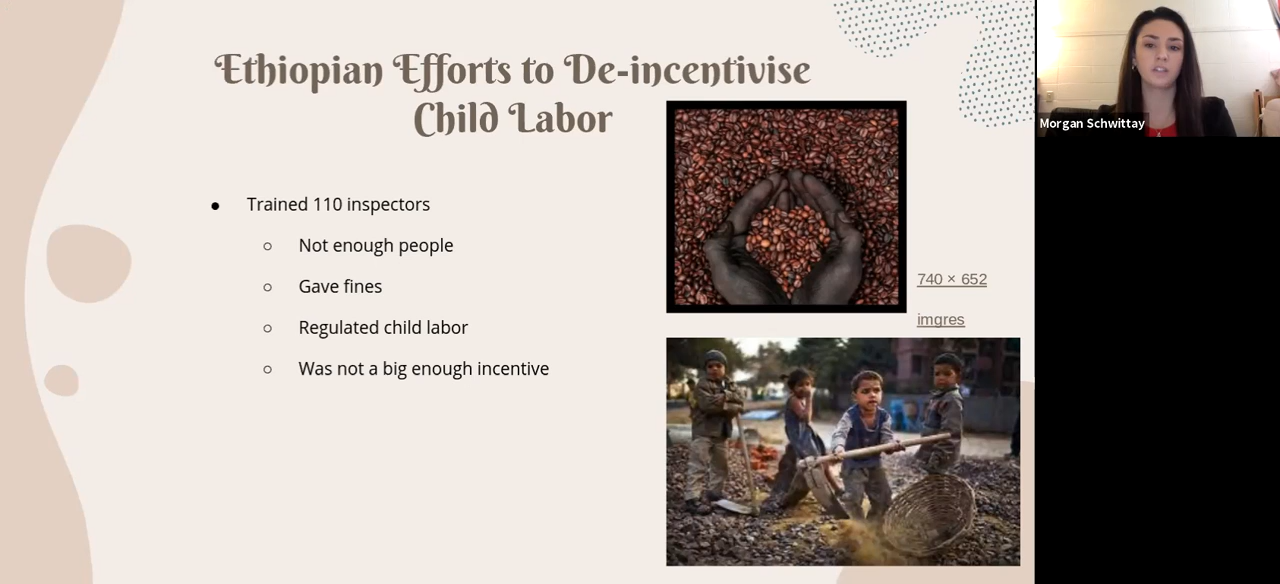 Ethiopian Efforts to De-incentivise
Child Labor
● Trained 110 inspectors
○ Not enough people
○ Gave fines
○ Regulated child labor
○ Was not a big enough incentive
740 × 652
imgres
Morgan Schwittay